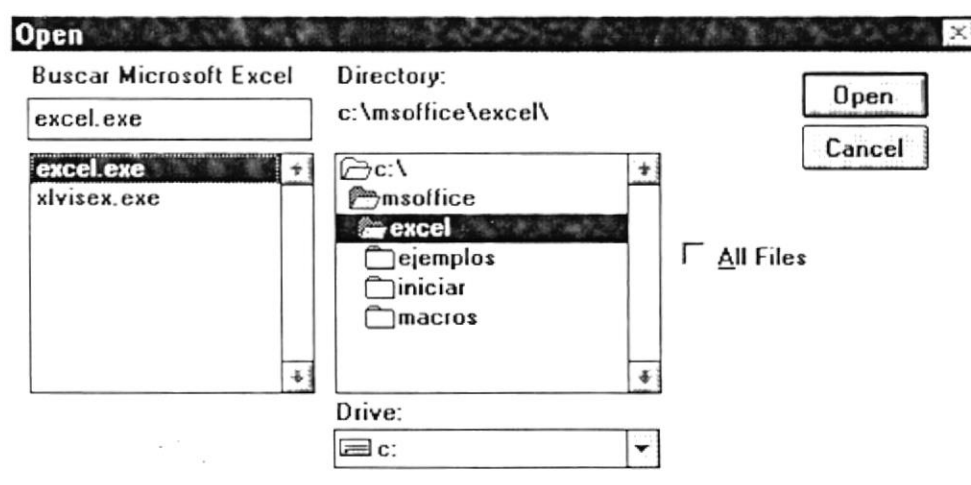 Open
Buscar Microsoft Excel
excel.exe
excel.exe
xlvisex.exe
Directory:
c:\msoffice\excel\
c:\
msoffice
excel
ejemplos
iniciar
macros
Drive:
c:
Open
Cancel
All Files